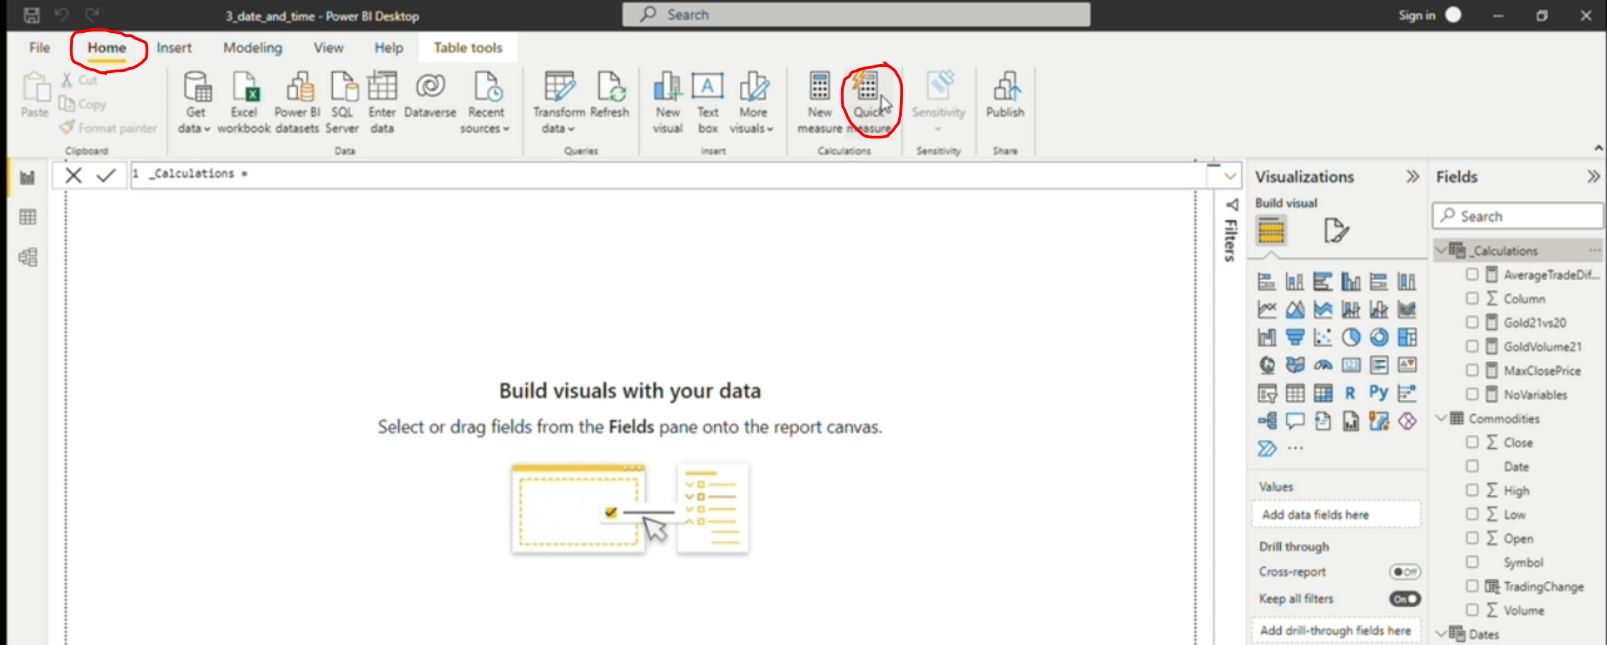 3_date_and_time - Power BI Desktop
Search
Sign in
File Home Insert Modeling View Help Table tools
Paste
Cut
Copy
Format painter
Clipboard
Get data
Excel workbook
Power BI datasets
SQL Server
Enter data
Dataverse
Recent sources
Data
Transform data
Refresh
Queries
New visual
Text box
More visuals
Insert
New measure
Quick measure
Calculations
Sensitivity
Sensitivity
Publish
Share
1 _Calculations =
Build visuals with your data
Select or drag fields from the Fields pane onto the report canvas.
Filters
Visualizations
Build visual
R Py
123
Values
Add data fields here
Drill through
Cross-report Off
Keep all filters On
Add drill-through fields here
Fields
Search
_Calculations
AverageTradeDif...
Column
Gold21vs20
GoldVolume21
MaxClosePrice
NoVariables
Commodities
Close
Date
High
Low
Open
Symbol
TradingChange
Volume
Dates